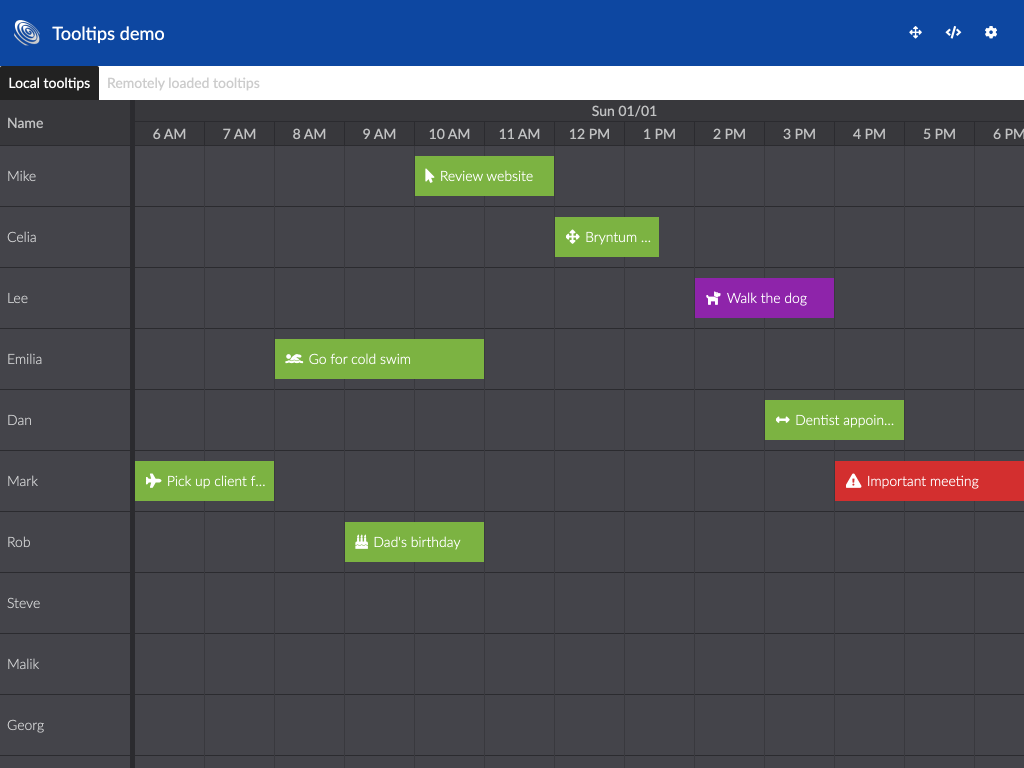 Tooltips demo
Local tooltips Remotely loaded tooltips
Name
Sun 01/01
6 AM 7 AM 8 AM 9 AM 10 AM 11 AM 12 PM 1 PM 2 PM 3 PM 4 PM 5 PM 6 PM
Mike Review website
Celia Bryntum ...
Lee Walk the dog
Emilia Go for cold swim
Dan Dentist appoin...
Mark Pick up client f... Important meeting
Rob Dad's birthday
Steve
Malik
Georg